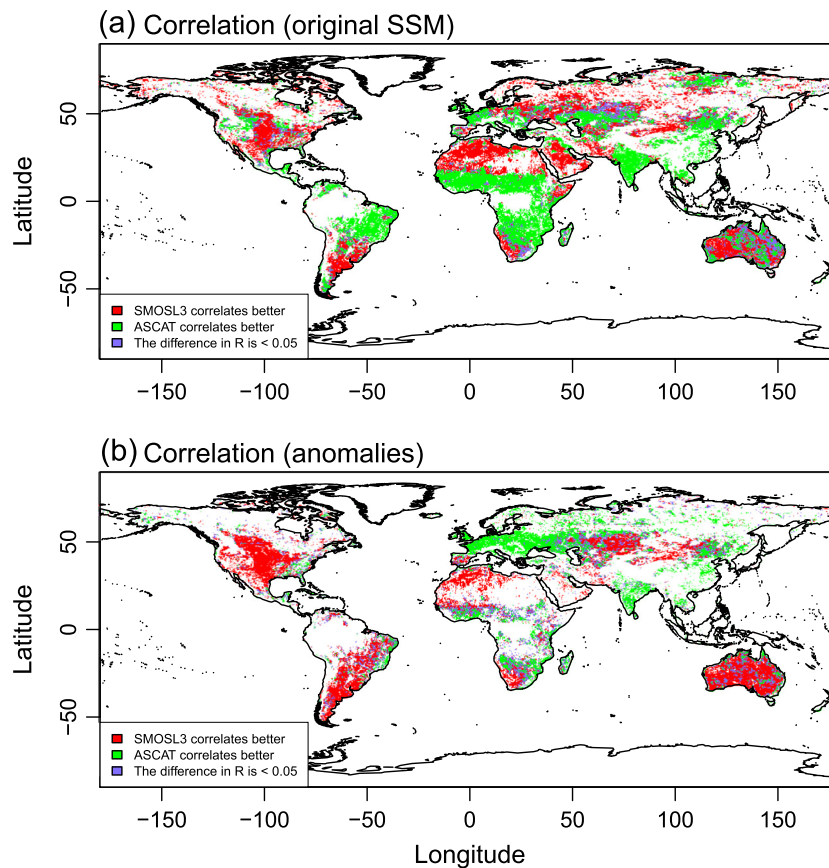 (a) Correlation (original SSM)
Latitude
50
0
−50
SMOSL3 correlates better
ASCAT correlates better
The difference in R is < 0.05
−150 −100 −50 0 50 100 150
(b) Correlation (anomalies)
Latitude
50
0
−50
SMOSL3 correlates better
ASCAT correlates better
The difference in R is < 0.05
−150 −100 −50 0 50 100 150
Longitude